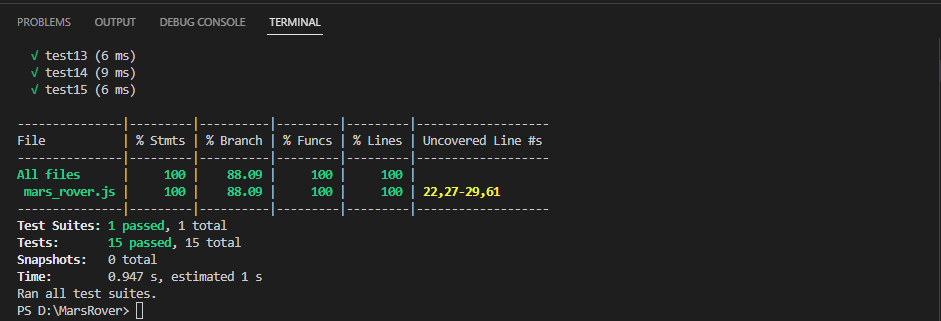 PROBLEMS OUTPUT DEBUG CONSOLE TERMINAL
√ test13 (6 ms)
√ test14 (9 ms)
√ test15 (6 ms)
---------------|---------|----------|---------|---------|-------------------
File           | % Stmts | % Branch | % Funcs | % Lines | Uncovered Line #s
---------------|---------|----------|---------|---------|-------------------
All files      |     100 |    88.09 |     100 |     100 |
 mars_rover.js |     100 |    88.09 |     100 |     100 | 22,27-29,61
---------------|---------|----------|---------|---------|-------------------
Test Suites: 1 passed, 1 total
Tests:       15 passed, 15 total
Snapshots:   0 total
Time:        0.947 s, estimated 1 s
Ran all test suites.
PS D:\MarsRover>